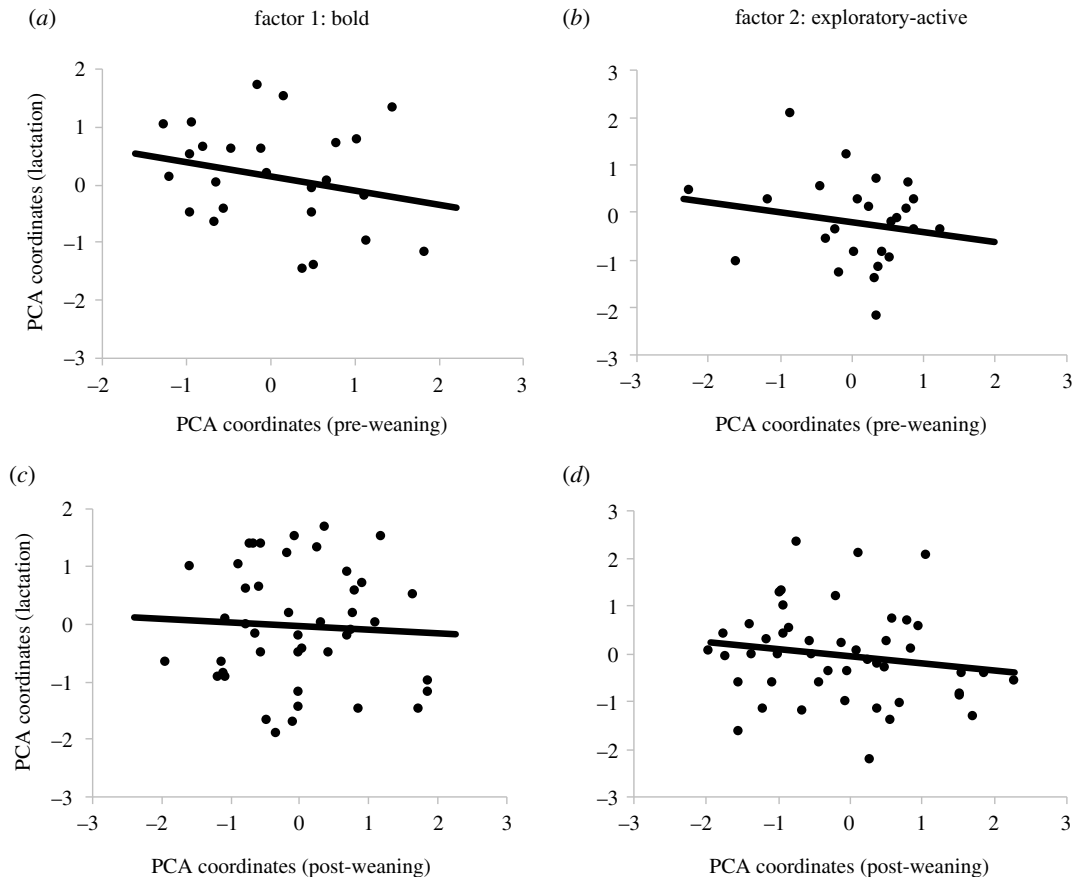 (a) factor 1: bold
(b) factor 2: exploratory-active
PCA coordinates (lactation)
2
1
0
–1
–2
–3
–2 –1 0 1 2 3
PCA coordinates (pre-weaning)
3
2
1
0
–1
–2
–3
–3 –2 –1 0 1 2 3
PCA coordinates (pre-weaning)
(c)
PCA coordinates (lactation)
2
1
0
–1
–2
–3
–3 –2 –1 0 1 2 3
PCA coordinates (post-weaning)
(d)
3
2
1
0
–1
–2
–3
–3 –2 –1 0 1 2 3
PCA coordinates (post-weaning)